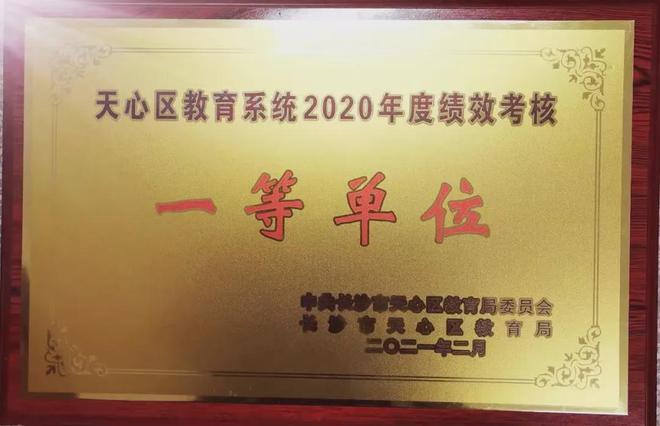 天心区教育系统2020年度绩效考核
一等单位
中共长沙市天心区教育局委员会
长沙市天心区教育局
二〇二一年二月